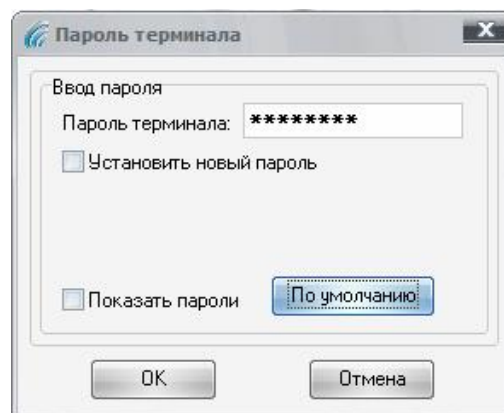 Пароль терминала
X
Ввод пароля
Пароль терминала: ********
Установить новый пароль
Показать пароли По умолчанию
OK Отмена